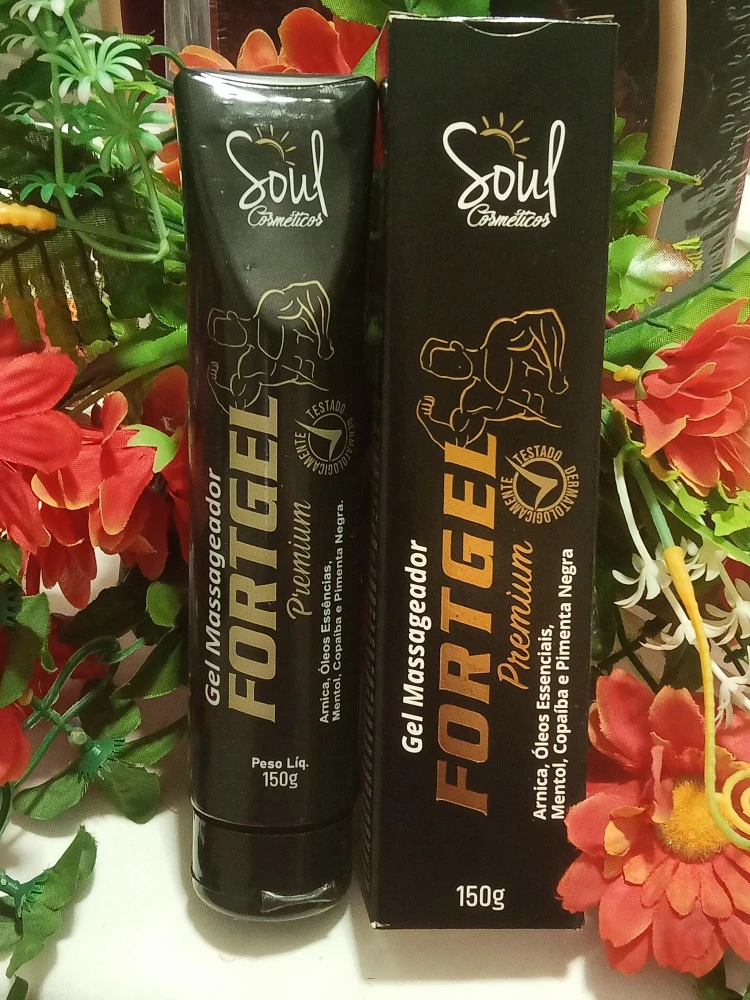 Soul
Cosméticos
Gel Massageador
FORTGEL
Premium
TESTADO DERMATOLOGICAMENTE
Arnica, Óleos Essências,
Mentol, Copaíba e Pimenta Negra.
Peso Líq.
150g
Soul
Cosméticos
Gel Massageador
FORTGEL
Premium
TESTADO DERMATOLOGICAMENTE
Arnica, Óleos Essenciais,
Mentol, Copaíba e Pimenta Negra
150g